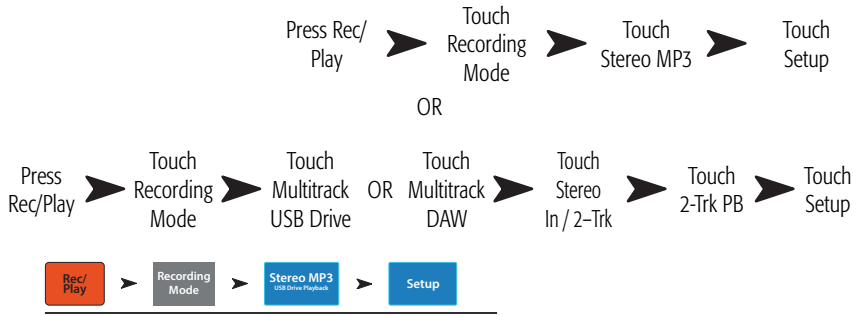 Press Rec/
Play
Touch
Recording
Mode
Touch
Stereo MP3
Touch
Setup
OR
Press
Rec/Play
Touch
Recording
Mode
Touch
Multitrack
USB Drive
OR
Touch
Multitrack
DAW
Touch
Stereo
In / 2–Trk
Touch
2-Trk PB
Touch
Setup
Rec/
Play
Recording
Mode
Stereo MP3
USB Drive Playback
Setup